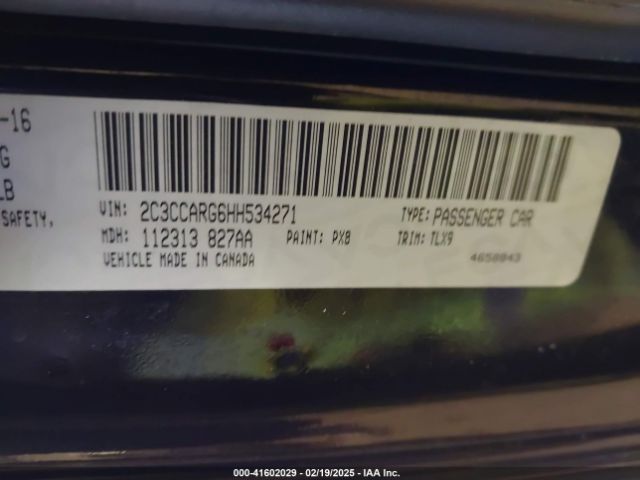 -16
G
LB
SAFETY,
VIN: 2C3CCARG6HH534271 TYPE: PASSENGER CAR
MDH: 112313 827AA PAINT: PX8 TRIM: TLX9
VEHICLE MADE IN CANADA 4658843
000-41602029 - 02/19/2025 - IAA Inc.